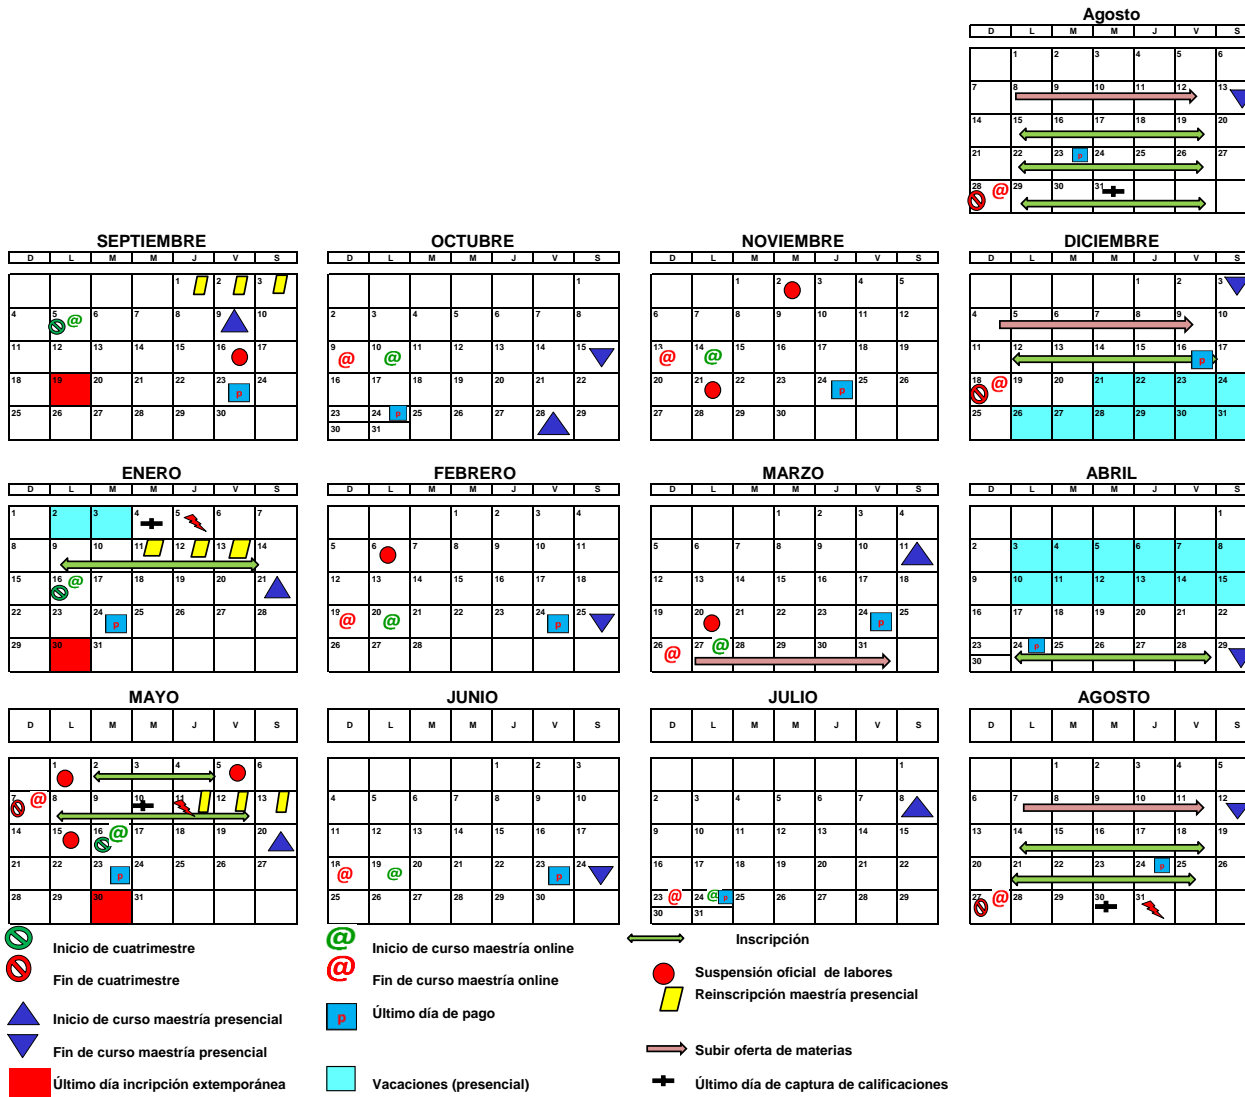 Agosto
D L M M J V S
1 2 3 4 5 6
7 8 9 10 11 12 13
14 15 16 17 18 19 20
21 22 23 p 24 25 26 27
28 @ 29 30 31
SEPTIEMBRE
D L M M J V S
1 2 3
4 5 @ 6 7 8 9 10
11 12 13 14 15 16 17
18 19 20 21 22 23 p 24
25 26 27 28 29 30
OCTUBRE
D L M M J V S
1
2 3 4 5 6 7 8
9 @ 10 @ 11 12 13 14 15
16 17 18 19 20 21 22
23 24 p 25 26 27 28 29
30 31
NOVIEMBRE
D L M M J V S
1 2 3 4 5
6 7 8 9 10 11 12
13 @ 14 @ 15 16 17 18 19
20 21 22 23 24 p 25 26
27 28 29 30
DICIEMBRE
D L M M J V S
1 2 3
4 5 6 7 8 9 10
11 12 13 14 15 16 p 17
18 @ 19 20 21 22 23 24
25 26 27 28 29 30 31
ENERO
D L M M J V S
1 2 3 4 5 6 7
8 9 10 11 12 13 14
15 16 @ 17 18 19 20 21
22 23 24 p 25 26 27 28
29 30 31
FEBRERO
D L M M J V S
1 2 3 4
5 6 7 8 9 10 11
12 13 14 15 16 17 18
19 @ 20 @ 21 22 23 24 p 25
26 27 28
MARZO
D L M M J V S
1 2 3 4
5 6 7 8 9 10 11
12 13 14 15 16 17 18
19 20 21 22 23 24 p 25
26 @ 27 @ 28 29 30 31
ABRIL
D L M M J V S
1
2 3 4 5 6 7 8
9 10 11 12 13 14 15
16 17 18 19 20 21 22
23 24 p 25 26 27 28 29
30
MAYO
D L M M J V S
1 2 3 4 5 6
7 @ 8 9 10 11 12 13
14 15 16 @ 17 18 19 20
21 22 23 p 24 25 26 27
28 29 30 31
JUNIO
D L M M J V S
1 2 3
4 5 6 7 8 9 10
11 12 13 14 15 16 17
18 @ 19 @ 20 21 22 23 p 24
25 26 27 28 29 30
JULIO
D L M M J V S
1
2 3 4 5 6 7 8
9 10 11 12 13 14 15
16 17 18 19 20 21 22
23 @ 24 @ p 25 26 27 28 29
30 31
AGOSTO
D L M M J V S
1 2 3 4 5
6 7 8 9 10 11 12
13 14 15 16 17 18 19
20 21 22 23 24 p 25 26
27 @ 28 29 30 31
Inicio de cuatrimestre
Fin de cuatrimestre
Inicio de curso maestría presencial
Fin de curso maestría presencial
Último día incripción extemporánea
@ Inicio de curso maestría online
@ Fin de curso maestría online
p Último día de pago
Vacaciones (presencial)
Inscripción
Suspensión oficial de labores
Reinscripción maestría presencial
Subir oferta de materias
Último día de captura de calificaciones